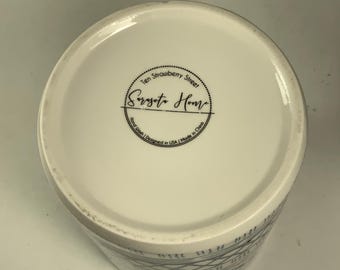 Ten Strawberry Street
Sarasota Home
Designed in USA | Made in China